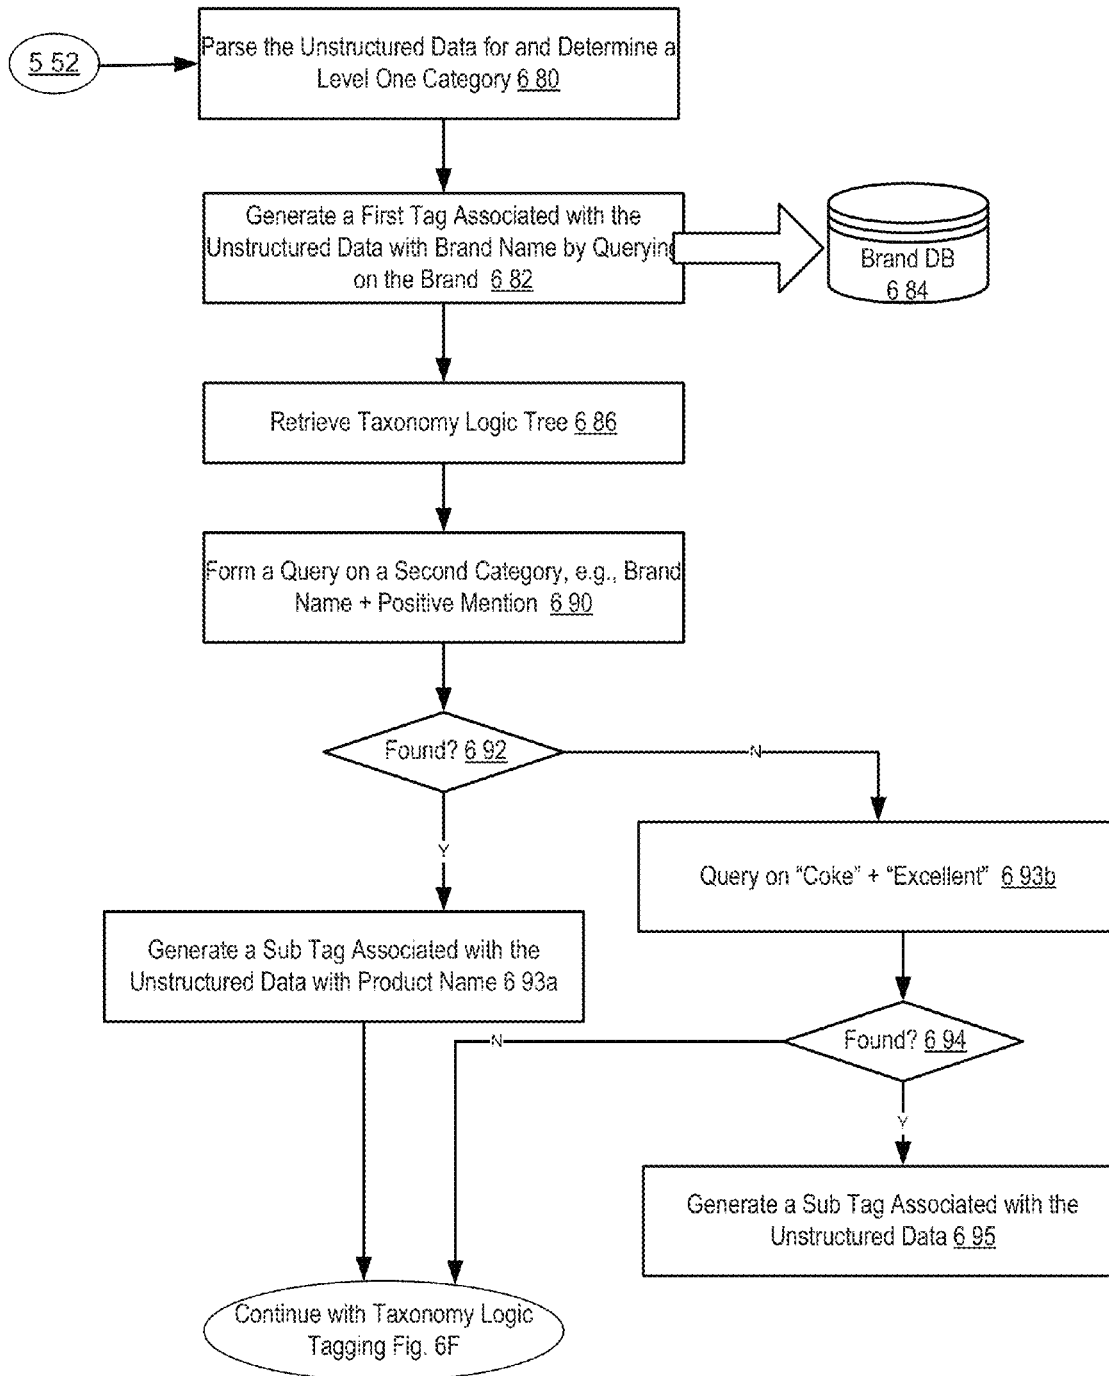 5 52
Parse the Unstructured Data for and Determine a
Level One Category 6 80
Generate a First Tag Associated with the
Unstructured Data with Brand Name by Querying
on the Brand 6 82
Brand DB
6 84
Retrieve Taxonomy Logic Tree 6 86
Form a Query on a Second Category, e.g., Brand
Name + Positive Mention 6 90
Found? 6 92
N
Y
Query on “Coke” + “Excellent” 6 93b
Generate a Sub Tag Associated with the
Unstructured Data with Product Name 6 93a
Found? 6 94
N
Y
Generate a Sub Tag Associated with the
Unstructured Data 6 95
Continue with Taxonomy Logic
Tagging Fig. 6F